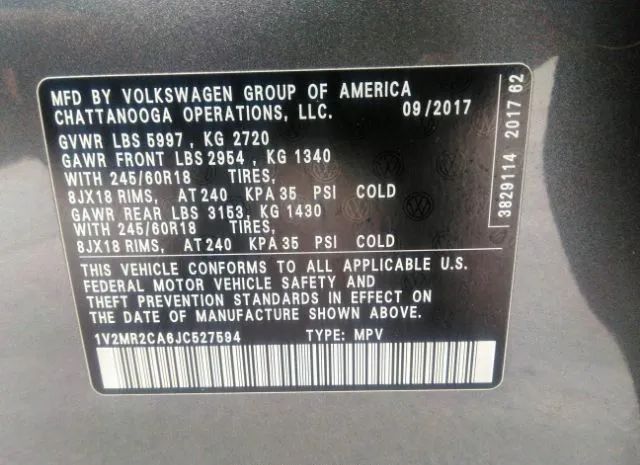 MFD BY VOLKSWAGEN GROUP OF AMERICA
CHATTANOOGA OPERATIONS, LLC. 09/2017
GVWR LBS 5997, KG 2720
GAWR FRONT LBS 2954, KG 1340
WITH 245/60R18 TIRES,
8JX18 RIMS, AT 240 KPA 35 PSI COLD
GAWR REAR LBS 3153, KG 1430
WITH 245/60R18 TIRES,
8JX18 RIMS, AT 240 KPA 35 PSI COLD
THIS VEHICLE CONFORMS TO ALL APPLICABLE U.S.
FEDERAL MOTOR VEHICLE SAFETY AND
THEFT PREVENTION STANDARDS IN EFFECT ON
THE DATE OF MANUFACTURE SHOWN ABOVE.
1V2MR2CA6JC527594 TYPE: MPV
3829114 2017 62